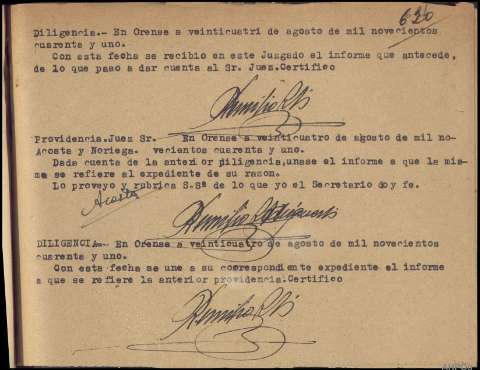 620
Diligencia.- En Orense a veinticuatri de agosto de mil novecientos
cuarenta y uno.
Con esta fecha se recibio en este Juzgado el informe que antecede,
de lo que paso a dar cuenta al Sr. Juez.Certifico
Providencia.Juez Sr. En Orense a veinticuatro de agosto de mil no-
Acosta y Noriega. vecientos cuarenta y uno.
Dada cuenta de la anterior diligencia,unase el informe a que la mis-
ma se refiere al expediente de su razon.
Lo proveyo y rubrica S.Sª de lo que yo el Secretario doy fe.
Acosta
DILIGENCIA.- En Orense a veinticuatro de agosto de mil novecientos
cuarenta y uno.
Con esta fecha se une a su correspondiente expediente el informe
a que se refiere la anterior providencia.Certifico